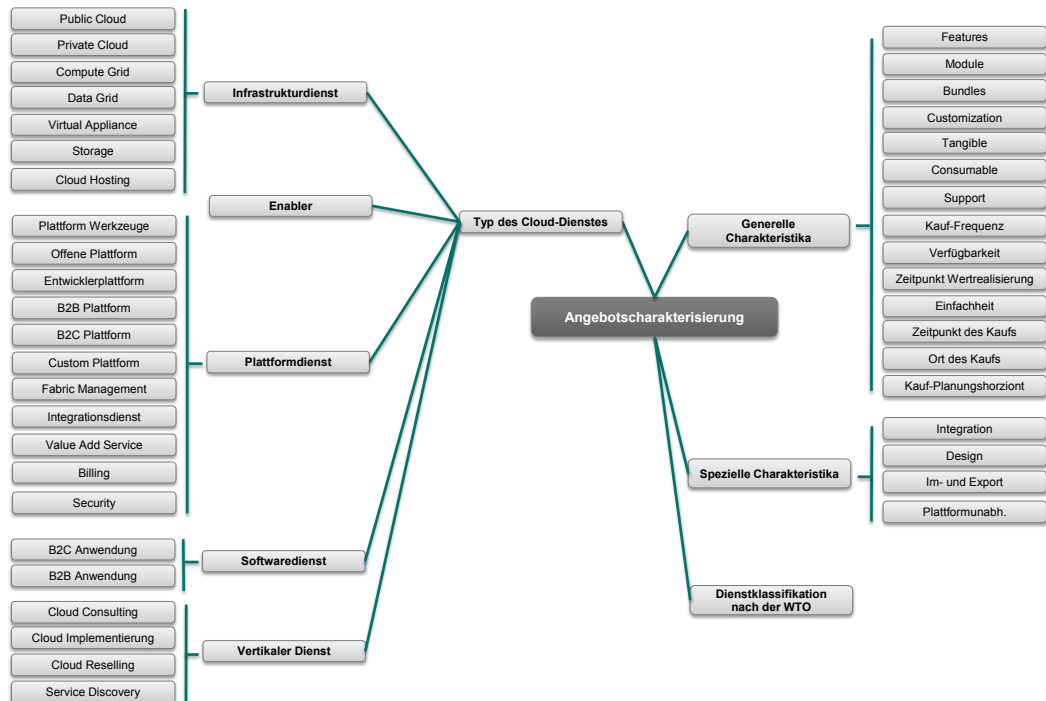 Public Cloud
Private Cloud
Compute Grid
Data Grid
Virtual Appliance
Storage
Cloud Hosting
Infrastrukturdienst
Enabler
Plattform Werkzeuge
Offene Plattform
Entwicklerplattform
B2B Plattform
B2C Plattform
Custom Plattform
Fabric Management
Integrationsdienst
Value Add Service
Billing
Security
Plattformdienst
B2C Anwendung
B2B Anwendung
Softwaredienst
Cloud Consulting
Cloud Implementierung
Cloud Reselling
Service Discovery
Vertikaler Dienst
Typ des Cloud-Dienstes
Angebotscharakterisierung
Generelle
Charakteristika
Features
Module
Bundles
Customization
Tangible
Consumable
Support
Kauf-Frequenz
Verfügbarkeit
Zeitpunkt Wertrealisierung
Einfachheit
Zeitpunkt des Kaufs
Ort des Kaufs
Kauf-Planungshorziont
Spezielle Charakteristika
Integration
Design
Im- und Export
Plattformunabh.
Dienstklassifikation
nach der WTO